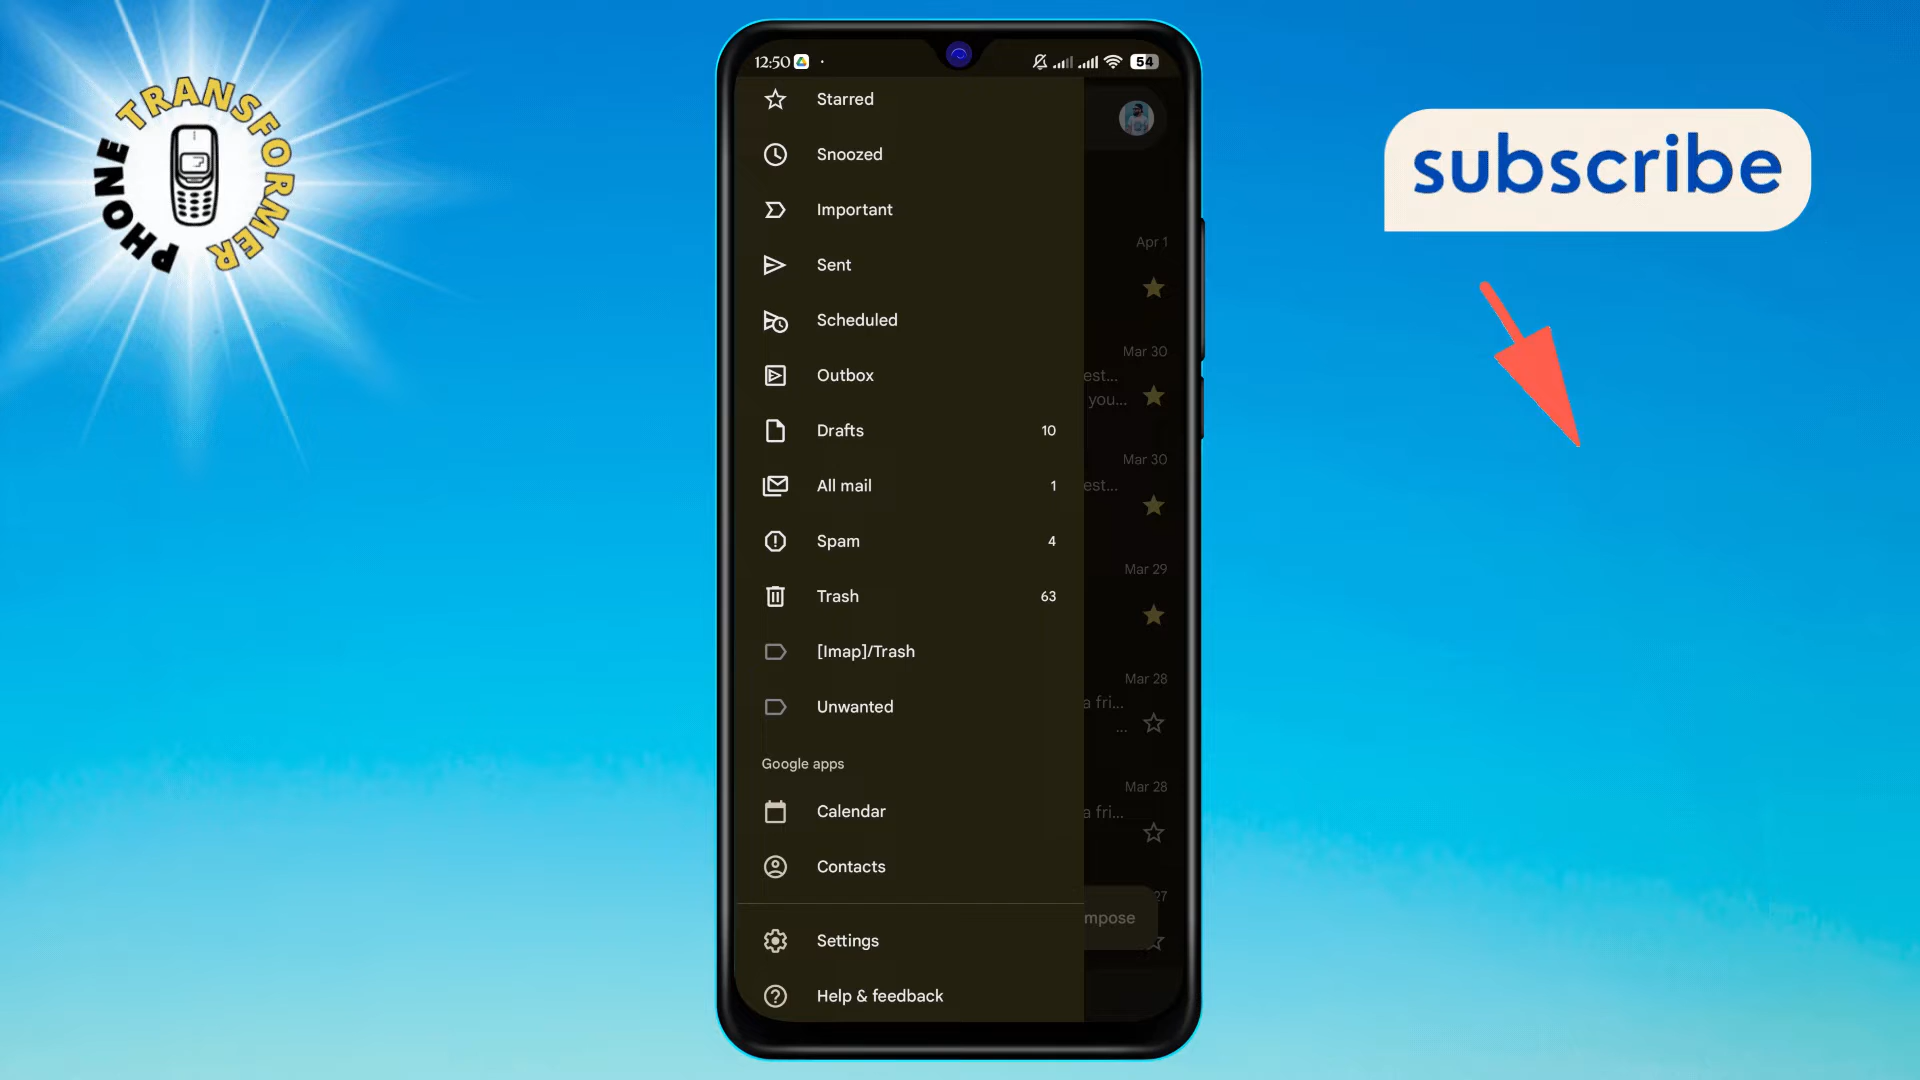 PHONE TRANSFORMER
subscribe
12:50
54
Starred
Snoozed
Important
Sent
Scheduled
Outbox
Drafts 10
All mail 1
Spam 4
Trash 63
[Imap]/Trash
Unwanted
Google apps
Calendar
Contacts
Settings
Help & feedback
Apr 1
Mar 30
est...
you...
Mar 30
est...
Mar 29
Mar 28
a fri...
...
Mar 28
a fri...
27
mpose